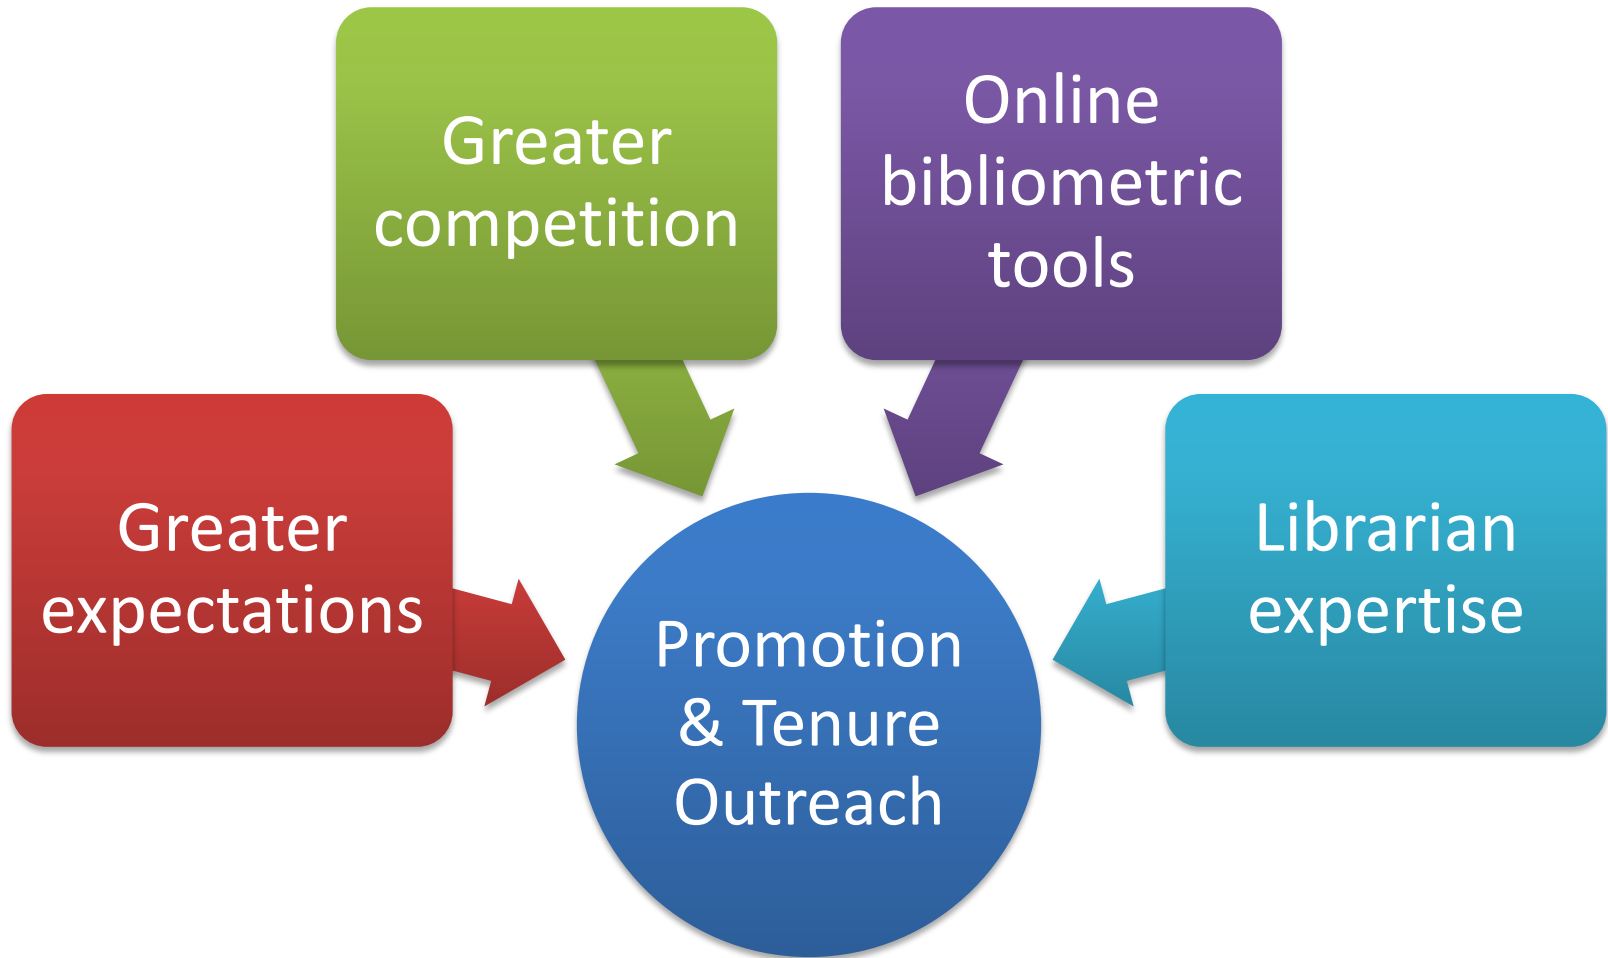 Greater
competition
Online
bibliometric
tools
Greater
expectations
Librarian
expertise
Promotion
& Tenure
Outreach